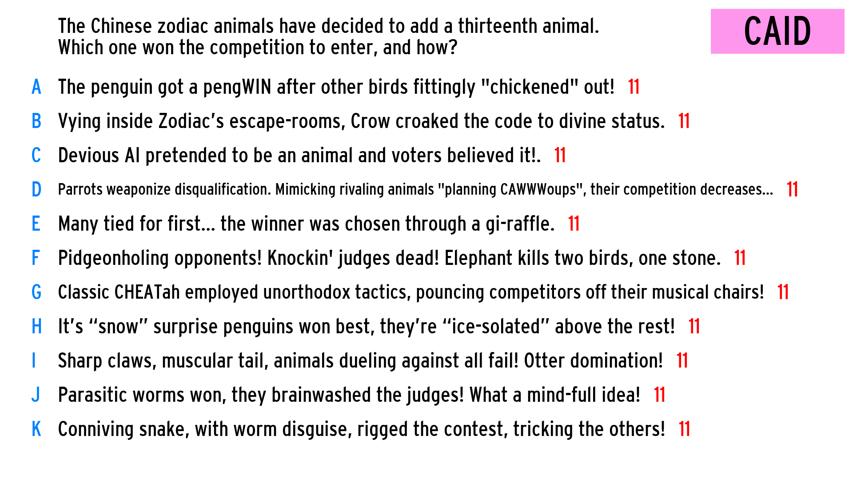 The Chinese zodiac animals have decided to add a thirteenth animal.
Which one won the competition to enter, and how?
CAID
A The penguin got a pengWIN after other birds fittingly "chickened" out! 11
B Vying inside Zodiac’s escape-rooms, Crow croaked the code to divine status. 11
C Devious AI pretended to be an animal and voters believed it!. 11
D Parrots weaponize disqualification. Mimicking rivaling animals "planning CAWWWoups", their competition decreases... 11
E Many tied for first... the winner was chosen through a gi-raffle. 11
F Pidgeonholing opponents! Knockin' judges dead! Elephant kills two birds, one stone. 11
G Classic CHEATah employed unorthodox tactics, pouncing competitors off their musical chairs! 11
H It’s “snow” surprise penguins won best, they’re “ice-solated” above the rest! 11
I Sharp claws, muscular tail, animals dueling against all fail! Otter domination! 11
J Parasitic worms won, they brainwashed the judges! What a mind-full idea! 11
K Conniving snake, with worm disguise, rigged the contest, tricking the others! 11